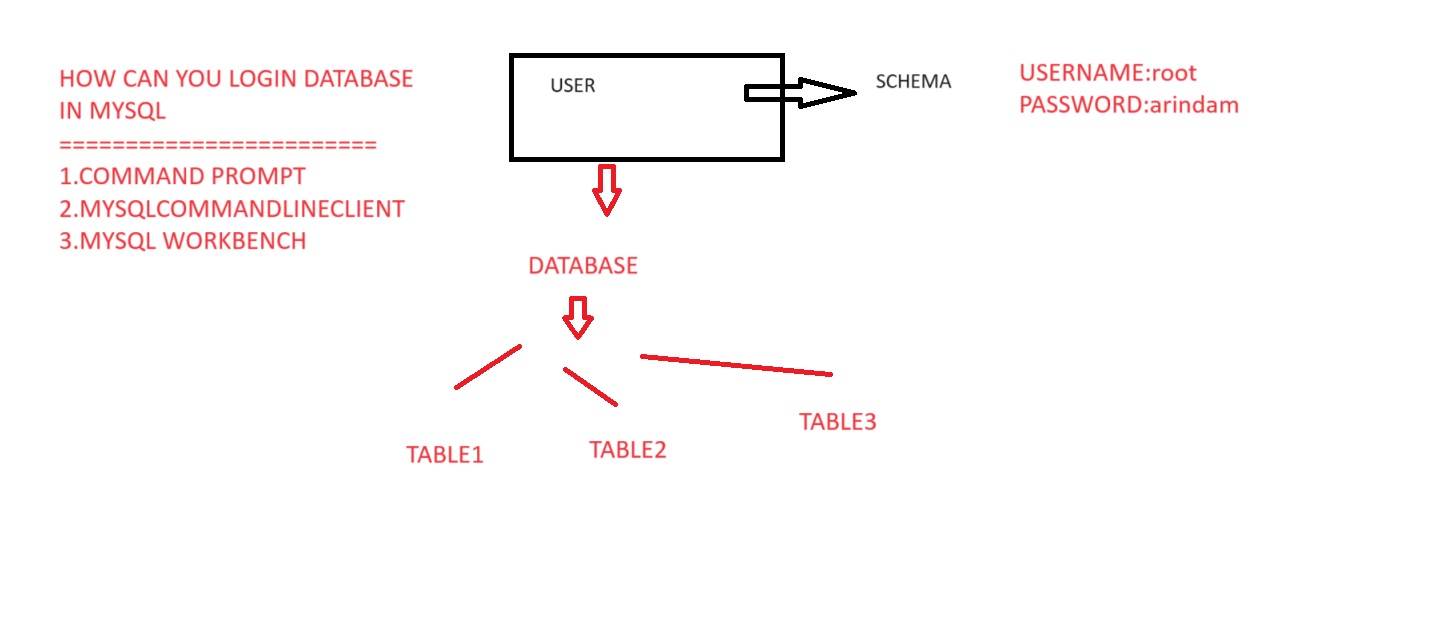 HOW CAN YOU LOGIN DATABASE
IN MYSQL
========================
1.COMMAND PROMPT
2.MYSQLCOMMANDLINECLIENT
3.MYSQL WORKBENCH
USER
SCHEMA
USERNAME:root
PASSWORD:arindam
DATABASE
TABLE1
TABLE2
TABLE3